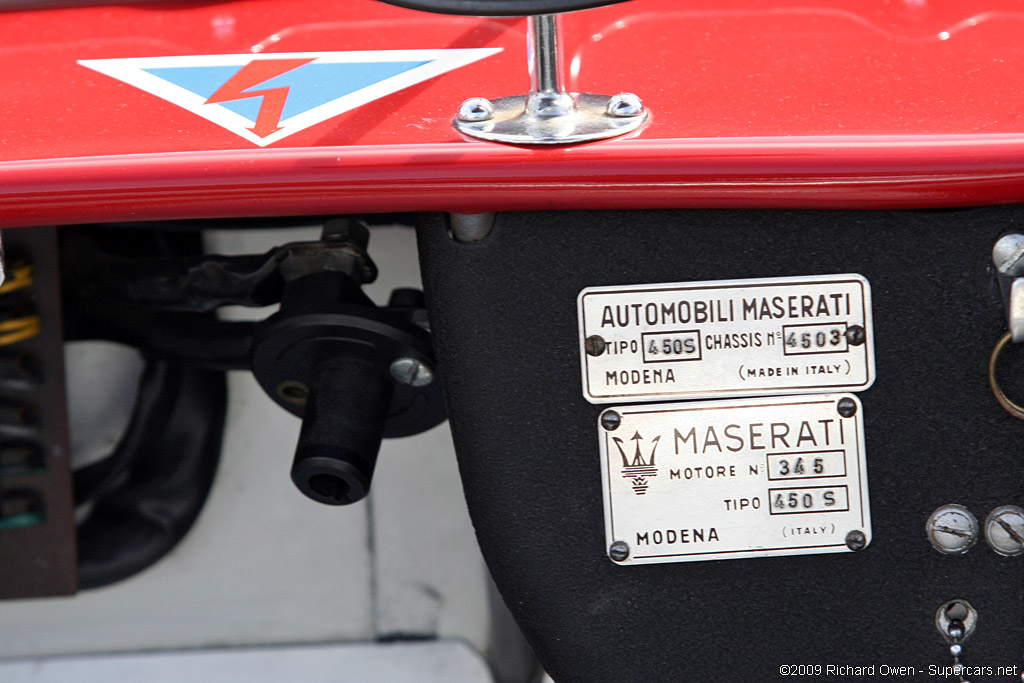 AUTOMOBILI MASERATI
TIPO 450S CHASSIS Nº 4503
MODENA (MADE IN ITALY)
MASERATI
MOTORE Nº 345
TIPO 450 S
MODENA (ITALY)
©2009 Richard Owen - Supercars.net